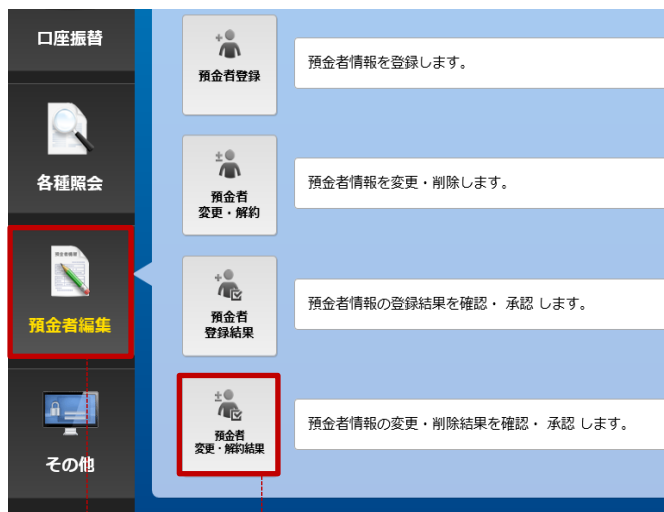 口座振替
預金者登録
預金者情報を登録します。
各種照会
預金者
変更・解約
預金者情報を変更・削除します。
預金者編集
預金者
登録結果
預金者情報の登録結果を確認・ 承認 します。
その他
預金者
変更・解約結果
預金者情報の変更・削除結果を確認・ 承認 します。